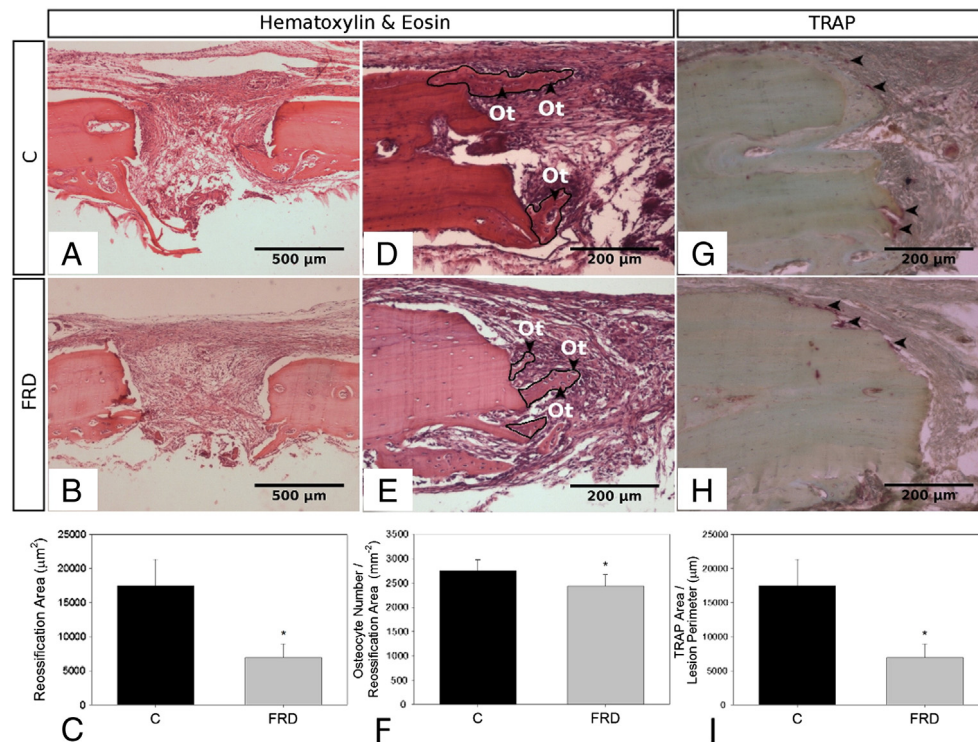 Hematoxylin & Eosin
TRAP
C
A
500 µm
Ot
Ot
Ot
D
200 µm
G
200 µm
FRD
B
500 µm
Ot
Ot
Ot
E
200 µm
H
200 µm
Reossification Area (µm²)
25000
20000
15000
10000
5000
0
*
C
FRD
C
Osteocyte Number /
Reossification Area (mm⁻²)
3500
3000
2500
2000
1500
1000
500
0
*
C
FRD
F
TRAP Area /
Lesion Perimeter (µm)
25000
20000
15000
10000
5000
0
*
C
FRD
I